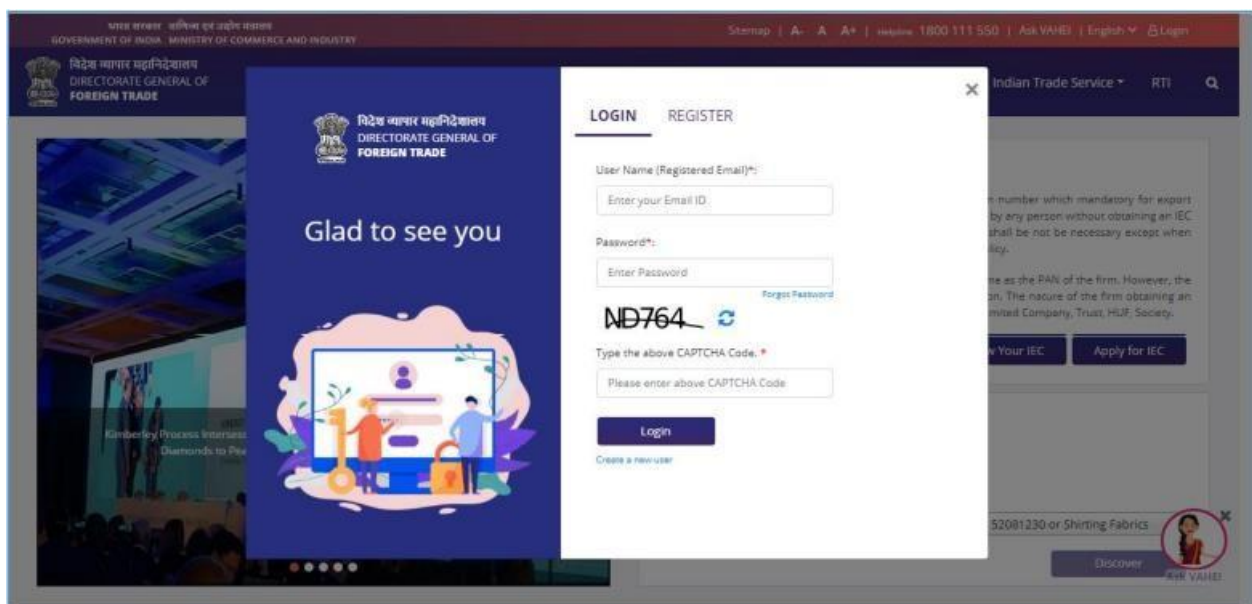 भारत सरकार वाणिज्य एवं उद्योग मंत्रालय
GOVERNMENT OF INDIA MINISTRY OF COMMERCE AND INDUSTRY
Sitemap | A- A A+ | Helpline 1800 111 550 | Ask VAHEI | English Login
विदेश व्यापार महानिदेशालय
DIRECTORATE GENERAL OF
FOREIGN TRADE
Indian Trade Service RTI
विदेश व्यापार महानिदेशालय
DIRECTORATE GENERAL OF
FOREIGN TRADE
Glad to see you
×
LOGIN REGISTER
User Name (Registered Email)*:
Enter your Email ID
Password*:
Enter Password
Forgot Password
ND764
Type the above CAPTCHA Code. *
Please enter above CAPTCHA Code
Login
Create a new user
number which mandatory for export
by any person without obtaining an IEC
shall be not be necessary except when
as the PAN of the firm. However, the
The nature of the firm obtaining an
Company, Trust, HUF, Society.
Your IEC Apply for IEC
Kimberley Process
Diamonds to
52081230 or Shirting Fabrics
Discover
Ask VAHEI